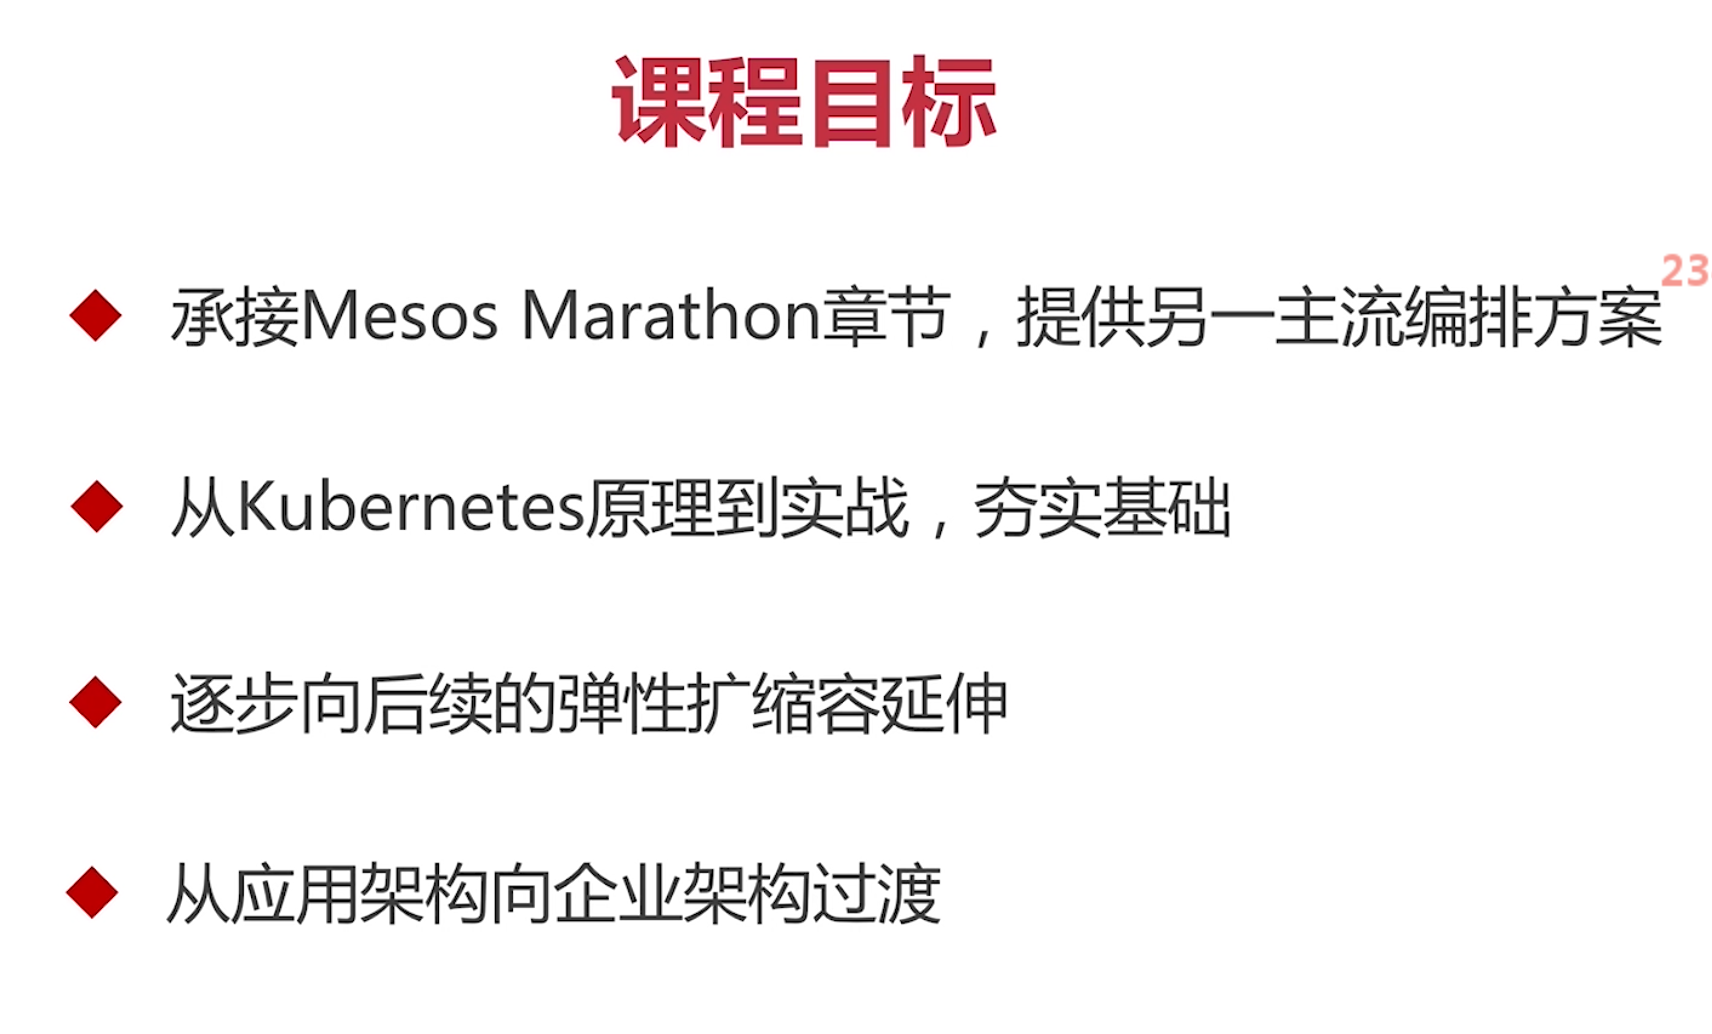 课程目标
23
承接Mesos Marathon章节，提供另一主流编排方案
从Kubernetes原理到实战，夯实基础
逐步向后续的弹性扩缩容延伸
从应用架构向企业架构过渡